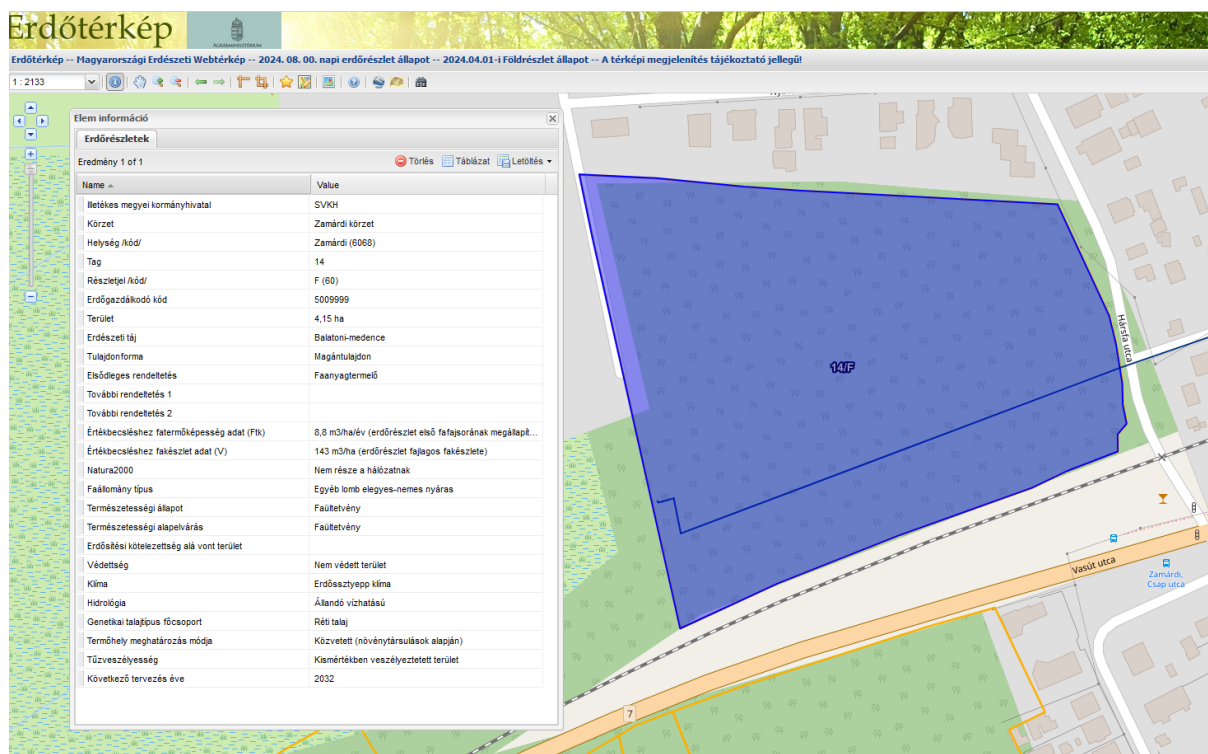 Erdőtérkép
AGRÁRMINISZTÉRIUM
Erdőtérkép -- Magyarországi Erdészeti Webtérkép -- 2024. 08. 00. napi erdőrészlet állapot -- 2024.04.01-i Földrészlet állapot -- A térképi megjelenítés tájékoztató jellegű!
1 : 2133
Elem információ
Erdőrészletek
Eredmény 1 of 1 Törlés Táblázat Letöltés
Name Value
Illetékes megyei kormányhivatal SVKH
Körzet Zamárdi körzet
Helység /kód/ Zamárdi (6068)
Tag 14
Részletjel /kód/ F (60)
Erdőgazdálkodó kód 5009999
Terület 4,15 ha
Erdészeti táj Balatoni-medence
Tulajdonforma Magántulajdon
Elsődleges rendeltetés Faanyagtermelő
További rendeltetés 1
További rendeltetés 2
Értékbecsléshez fatermőképesség adat (Ftk) 8,8 m3/ha/év (erdőrészlet első fafajsorának megállapít...
Értékbecsléshez fakészlet adat (V) 143 m3/ha (erdőrészlet fajlagos fakészlete)
Natura2000 Nem része a hálózatnak
Faállomány típus Egyéb lomb elegyes-nemes nyáras
Természetességi állapot Faültetvény
Természetességi alapelvárás Faültetvény
Erdősítési kötelezettség alá vont terület
Védettség Nem védett terület
Klíma Erdőssztyepp klíma
Hidrológia Állandó vízhatású
Genetikai talajtípus főcsoport Réti talaj
Termőhely meghatározás módja Közvetett (növénytársulások alapján)
Tűzveszélyesség Kismértékben veszélyeztetett terület
Következő tervezés éve 2032
14/F
Hársfa utca
Vasút utca
Zamárdi,
Csap utca
7